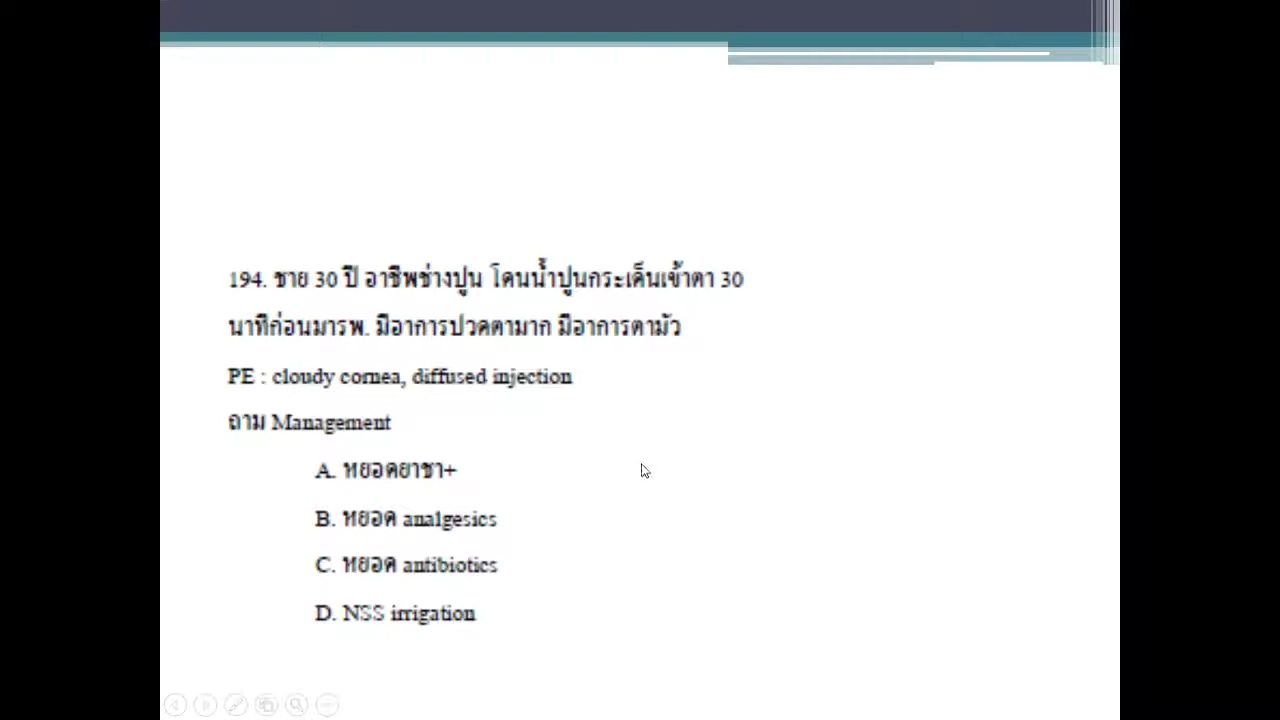 194. ชาย 30 ปี อาชีพช่างปูน โดนน้ำปูนกระเด็นเข้าตา 30
นาทีก่อนมารพ. มีอาการปวดตามาก มีอาการตามัว
PE : cloudy cornea, diffused injection
ถาม Management
A. หยอดยาชา+
B. หยอด analgesics
C. หยอด antibiotics
D. NSS irrigation